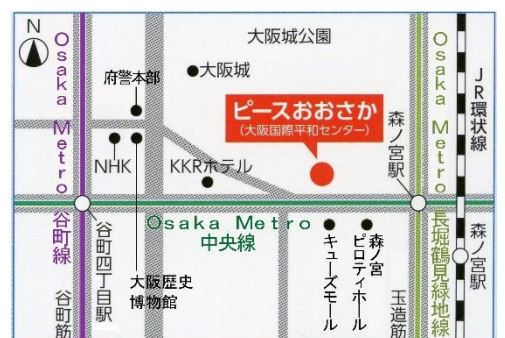 N
大阪城公園
大阪城
府警本部
ピースおおさか
(大阪国際平和センター)
NHK
KKRホテル
Osaka Metro 谷町線
Osaka Metro
中央線
Osaka Metro 長堀鶴見緑地線
JR環状線
森ノ宮駅
森ノ宮駅
谷町四丁目駅
谷町筋
大阪歴史
博物館
キューズモール
森ノ宮
ピロティホール
玉造筋